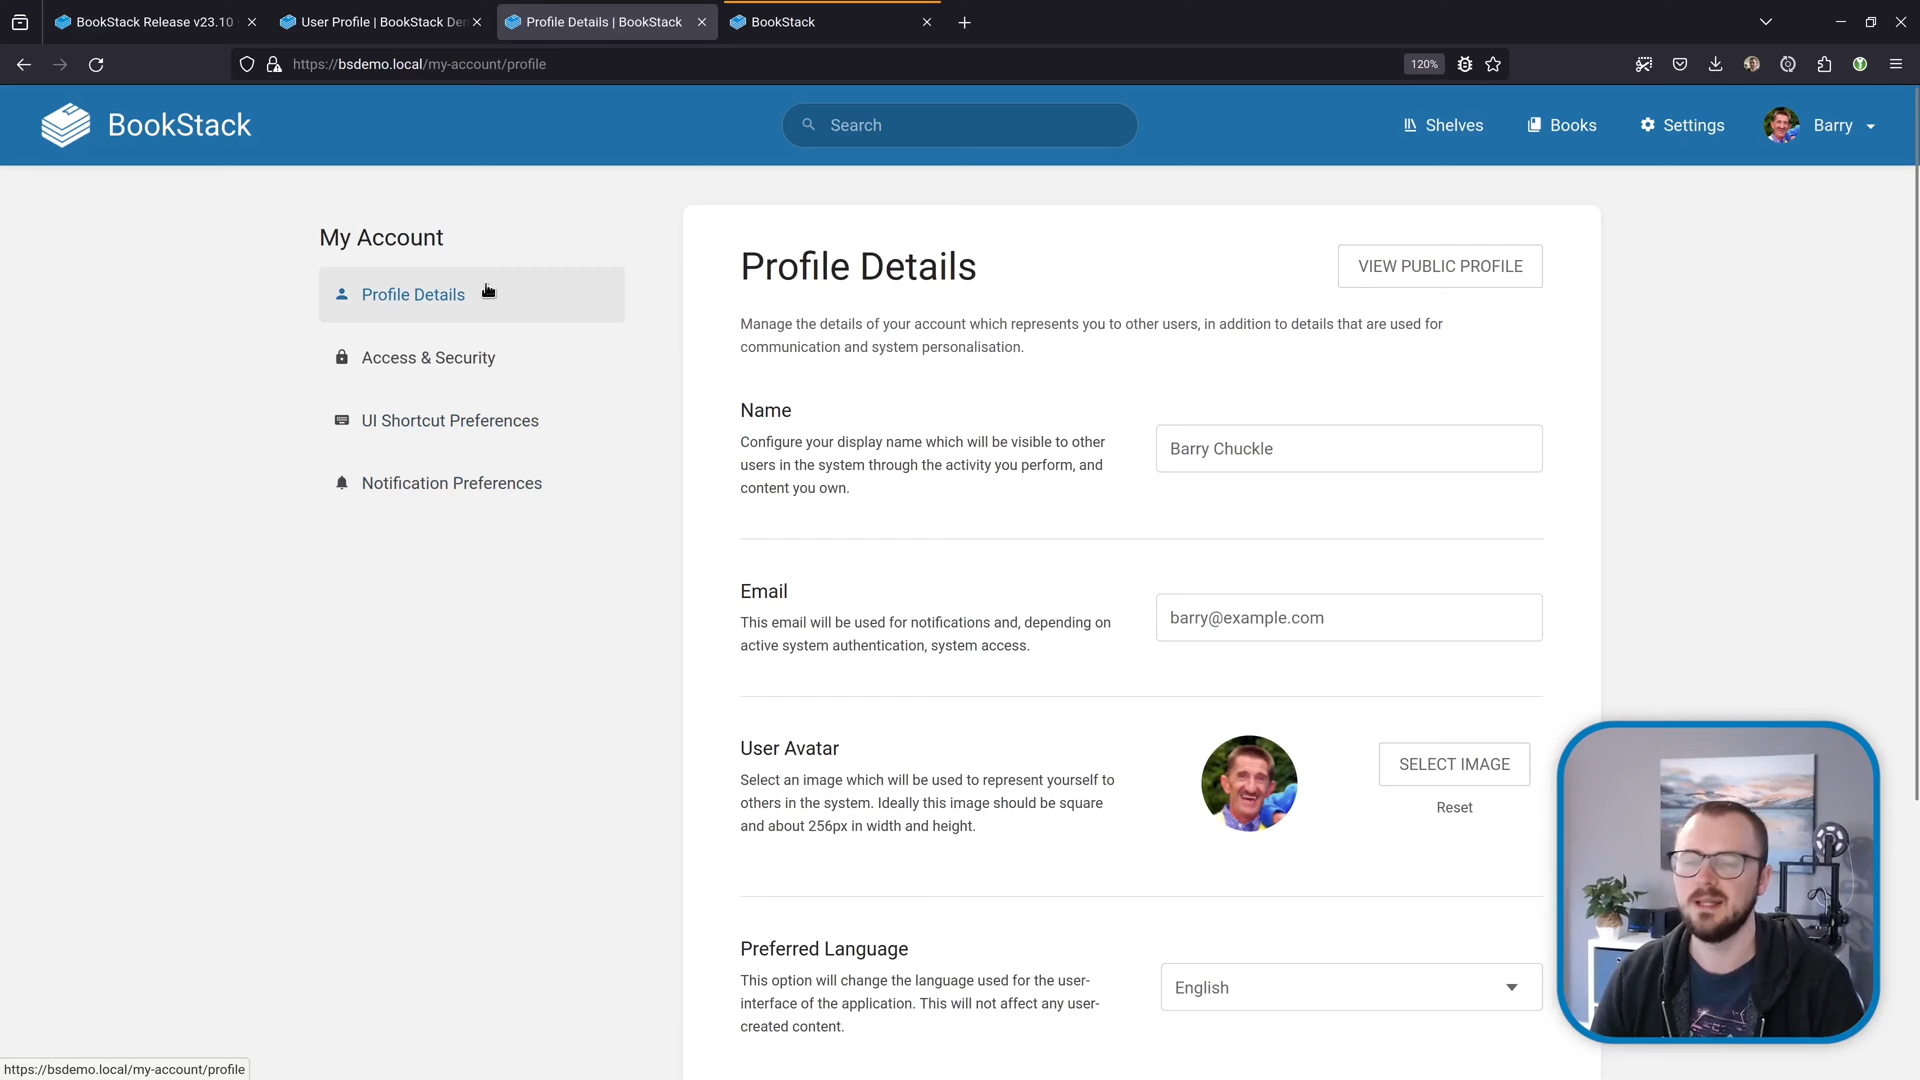 BookStack Release v23.10
User Profile | BookStack Dem
Profile Details | BookStack
BookStack
https://bsdemo.local/my-account/profile
120%
BookStack
Search
Shelves
Books
Settings
Barry
My Account
Profile Details
Access & Security
UI Shortcut Preferences
Notification Preferences
Profile Details
VIEW PUBLIC PROFILE
Manage the details of your account which represents you to other users, in addition to details that are used for
communication and system personalisation.
Name
Configure your display name which will be visible to other
users in the system through the activity you perform, and
content you own.
Barry Chuckle
Email
This email will be used for notifications and, depending on
active system authentication, system access.
barry@example.com
User Avatar
Select an image which will be used to represent yourself to
others in the system. Ideally this image should be square
and about 256px in width and height.
SELECT IMAGE
Reset
Preferred Language
This option will change the language used for the user-
interface of the application. This will not affect any user-
created content.
English
https://bsdemo.local/my-account/profile